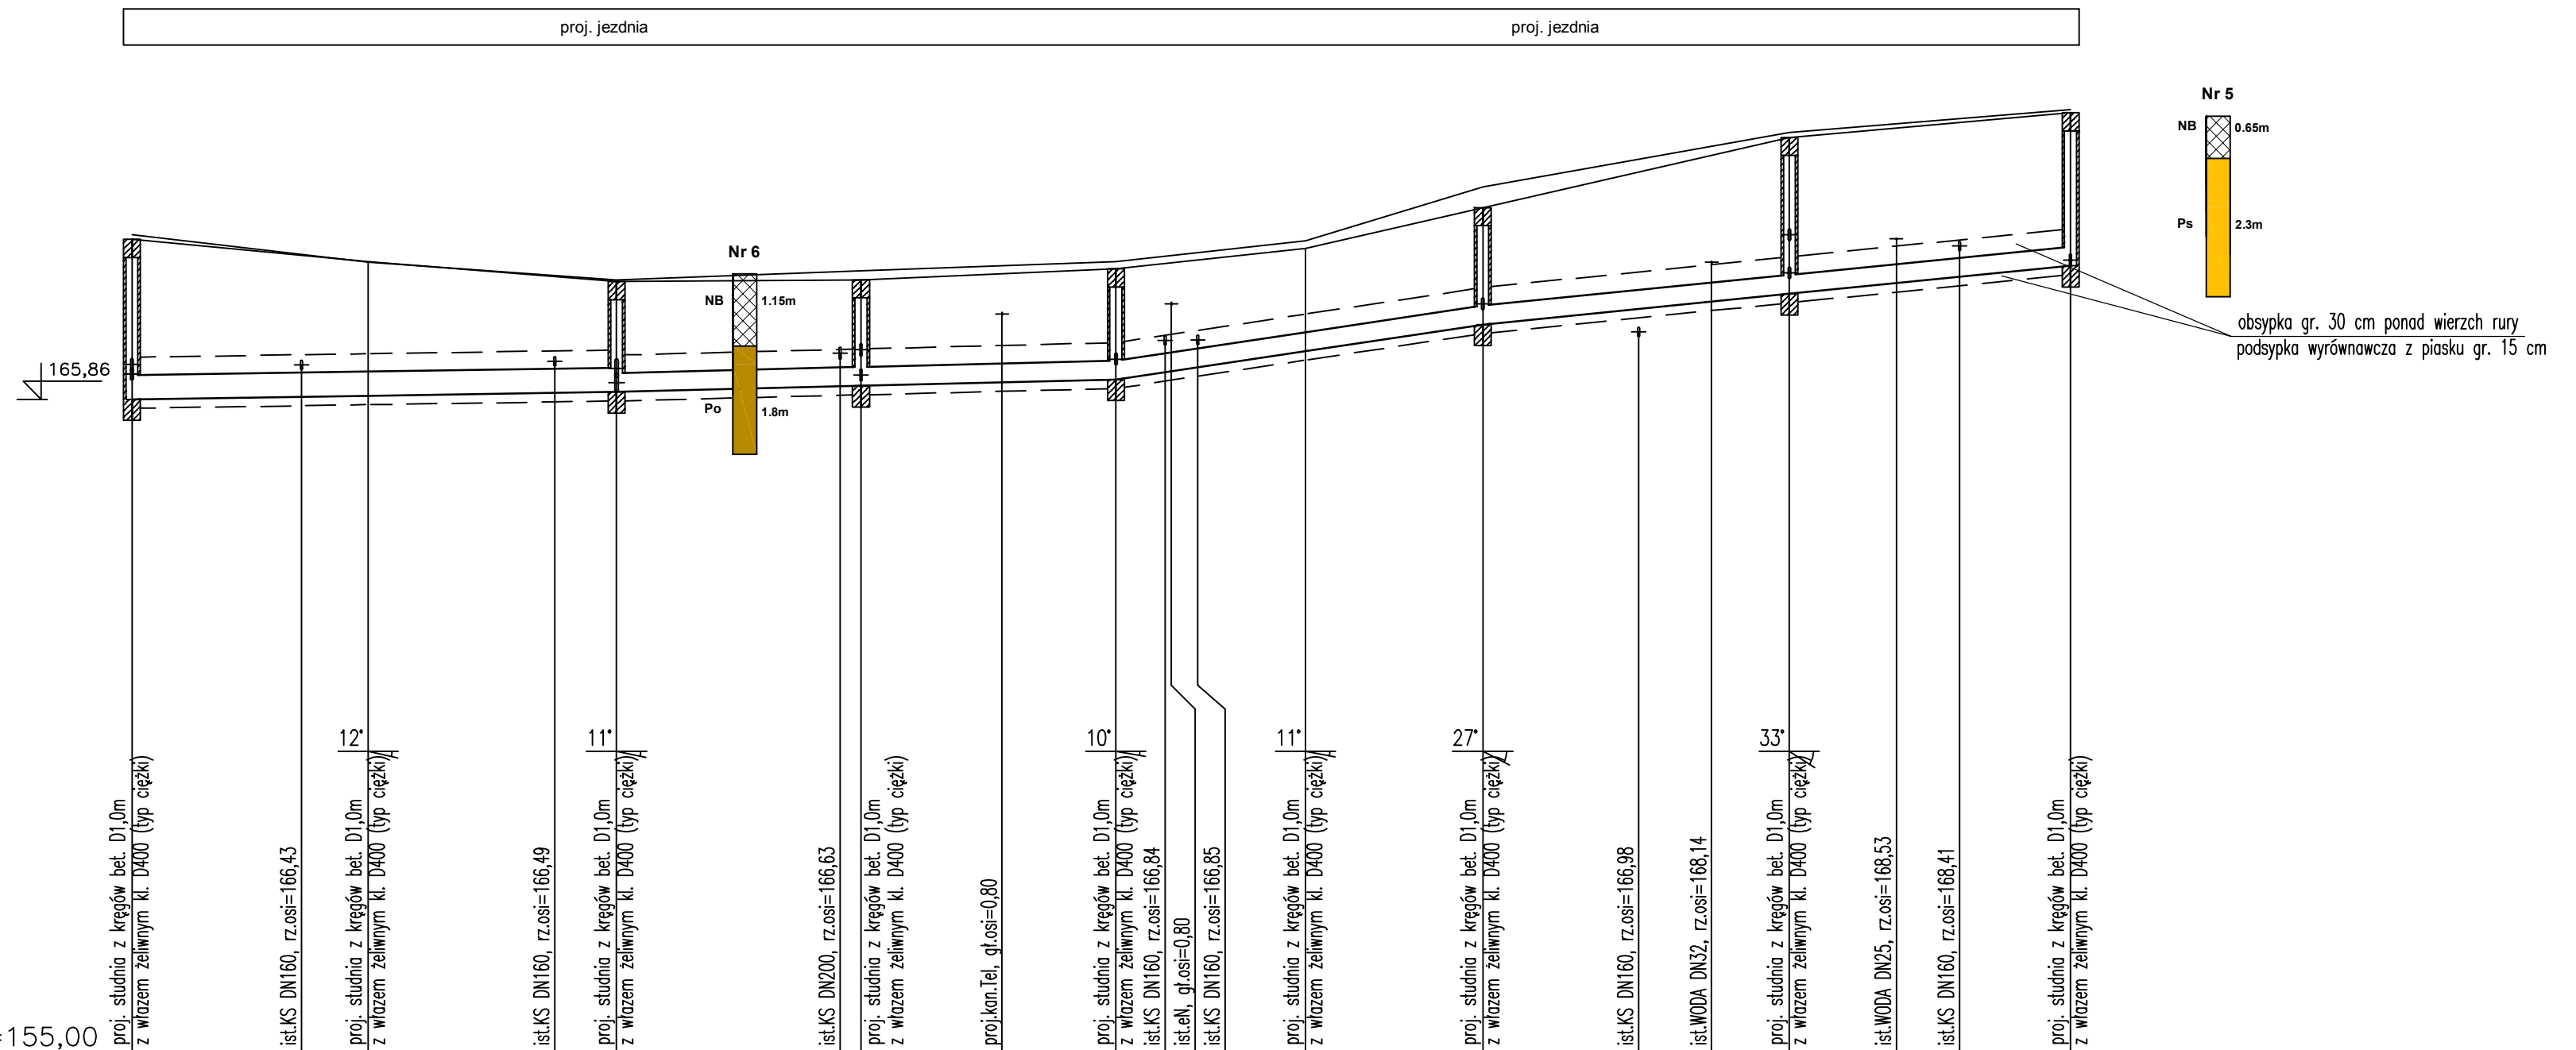 proj. jezdnia
proj. jezdnia
Nr 5
NB
0.65m
Ps
2.3m
Nr 6
NB
1.15m
Po
1.8m
165,86
obsypka gr. 30 cm ponad wierzch rury
podsypka wyrównawcza z piasku gr. 15 cm
12°
11°
10°
11°
27°
33°
proj. studnia z kręgów bet. D1,0m
z włazem żeliwnym kl. D400 (typ ciężki)
ist.KS DN160, rz.osi=166,43
proj. studnia z kręgów bet. D1,0m
z włazem żeliwnym kl. D400 (typ ciężki)
ist.KS DN160, rz.osi=166,49
proj. studnia z kręgów bet. D1,0m
z włazem żeliwnym kl. D400 (typ ciężki)
ist.KS DN200, rz.osi=166,63
proj. studnia z kręgów bet. D1,0m
z włazem żeliwnym kl. D400 (typ ciężki)
proj.kan.Tel, gł.osi=0,80
proj. studnia z kręgów bet. D1,0m
z włazem żeliwnym kl. D400 (typ ciężki)
ist.KS DN160, rz.osi=166,84
ist.eN, gł.osi=0,80
ist.KS DN160, rz.osi=166,85
proj. studnia z kręgów bet. D1,0m
z włazem żeliwnym kl. D400 (typ ciężki)
proj. studnia z kręgów bet. D1,0m
z włazem żeliwnym kl. D400 (typ ciężki)
ist.KS DN160, rz.osi=166,98
ist.WODA DN32, rz.osi=168,14
proj. studnia z kręgów bet. D1,0m
z włazem żeliwnym kl. D400 (typ ciężki)
ist.WODA DN25, rz.osi=168,53
ist.KS DN160, rz.osi=168,41
proj. studnia z kręgów bet. D1,0m
z włazem żeliwnym kl. D400 (typ ciężki)
=155,00